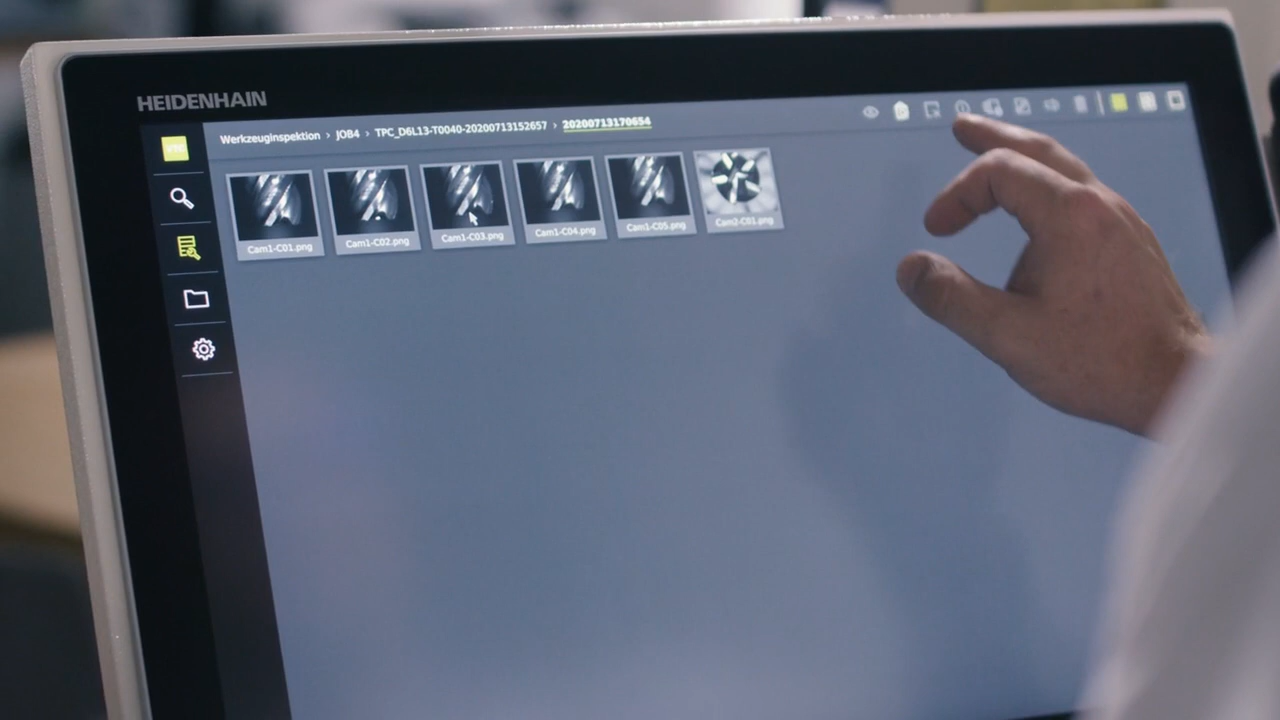 HEIDENHAIN
VTC
Werkzeuginspektion › JOB4 › TPC_D6L13-T0040-20200713152657 › 20200713170654
Cam1-C01.png
Cam1-C02.png
Cam1-C03.png
Cam1-C04.png
Cam1-C05.png
Cam2-C01.png